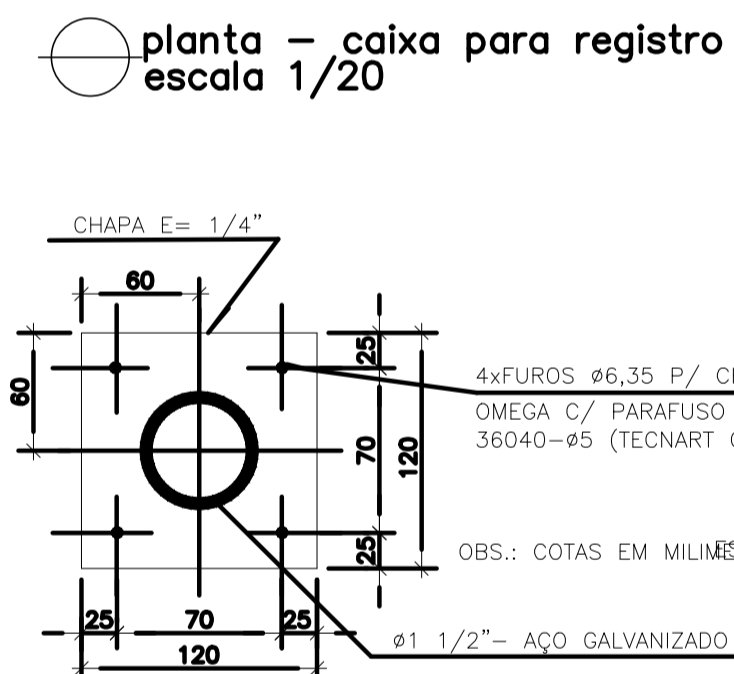 planta - caixa para registro
escala 1/20
CHAPA E= 1/4"
60
60
25
70
120
25
4xFUROS ø6,35 P/
OMEGA C/ PARAFUSO
36040-ø5 (TECNART
OBS.: COTAS EM
25 70 25
120
ø1 1/2"- AÇO GALVANIZADO